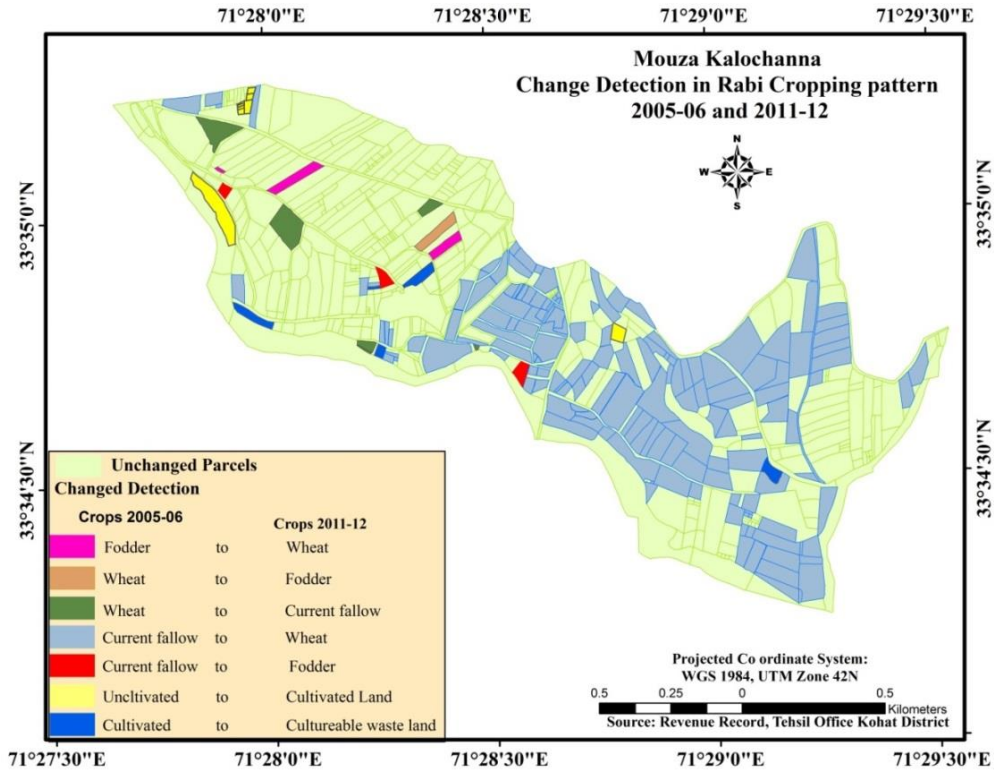 71°28'0"E 71°28'30"E 71°29'0"E 71°29'30"E
Mouza Kalochanna
Change Detection in Rabi Cropping pattern
2005-06 and 2011-12
N
W E
S
33°35'0"N 33°35'0"N
33°34'30"N 33°34'30"N
Unchanged Parcels
Changed Detection
Crops 2005-06 Crops 2011-12
Fodder to Wheat
Wheat to Fodder
Wheat to Current fallow
Current fallow to Wheat
Current fallow to Fodder
Uncltivated to Cultivated Land
Cultivated to Cultureable waste land
Projected Co ordinate System:
WGS 1984, UTM Zone 42N
0.5 0.25 0 0.5
Kilometers
Source: Revenue Record, Tehsil Office Kohat District
71°27'30"E 71°28'0"E 71°28'30"E 71°29'0"E 71°29'30"E